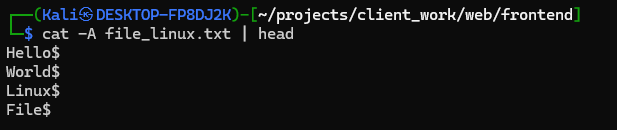 ┌──(Kali㉿DESKTOP-FP8DJ2K)-[~/projects/client_work/web/frontend]
└─$ cat -A file_linux.txt | head
Hello$
World$
Linux$
File$